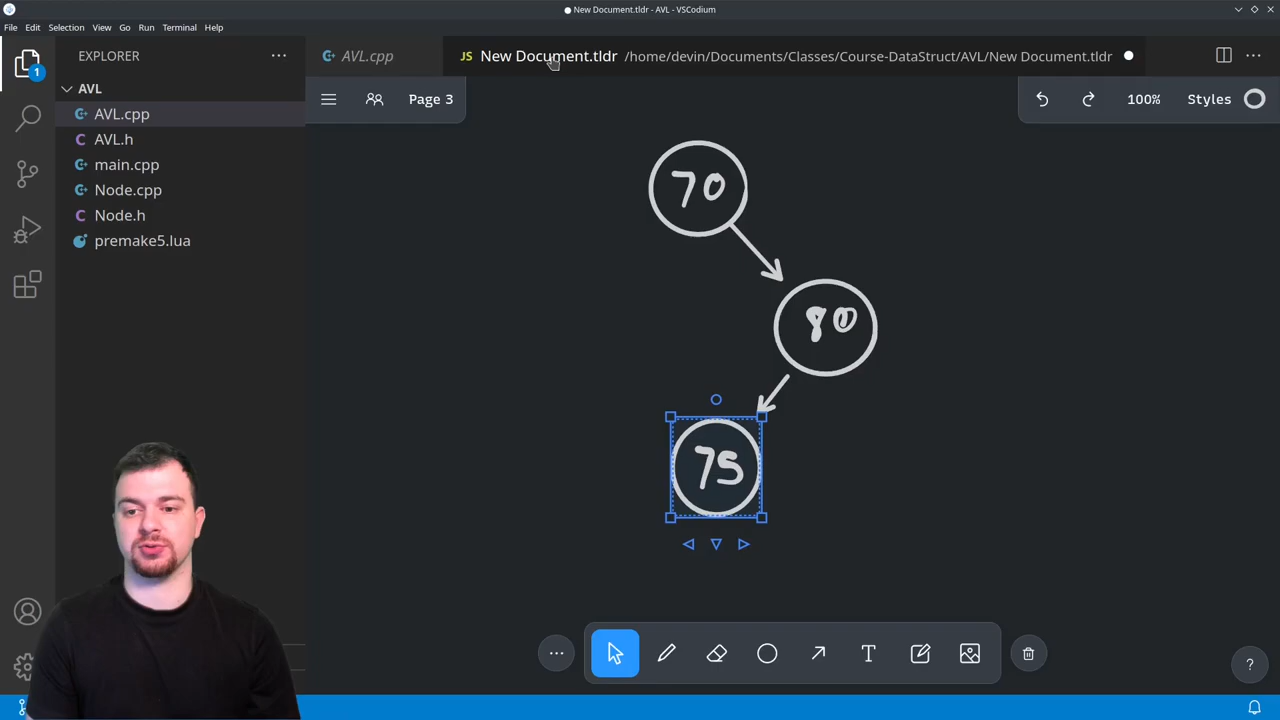 New Document.tldr - AVL - VSCodium
File Edit Selection View Go Run Terminal Help
EXPLORER
AVL.cpp
JS New Document.tldr /home/devin/Documents/Classes/Course-DataStruct/AVL/New Document.tldr
1
AVL
AVL.cpp
AVL.h
main.cpp
Node.cpp
Node.h
premake5.lua
Page 3
100%
Styles
70
80
75
T
?